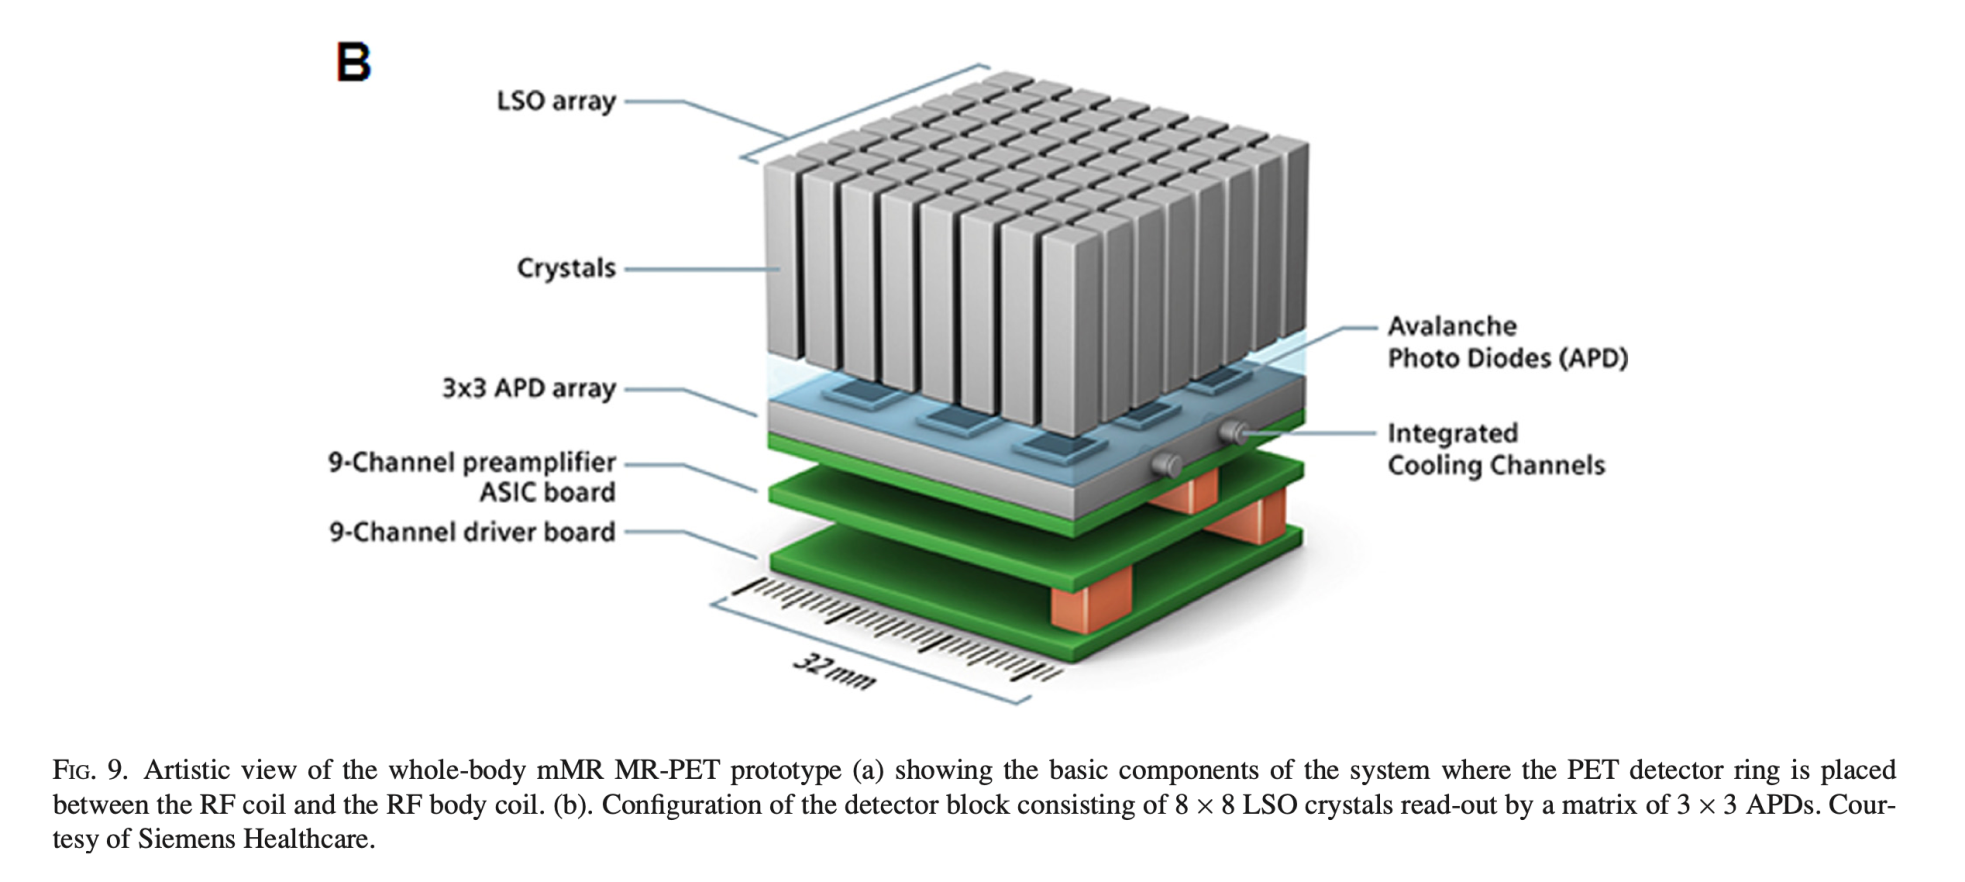 B
LSO array
Crystals
3x3 APD array
9-Channel preamplifier
ASIC board
9-Channel driver board
Avalanche
Photo Diodes (APD)
Integrated
Cooling Channels
32 mm
FIG. 9. Artistic view of the whole-body mMR MR-PET prototype (a) showing the basic components of the system where the PET detector ring is placed
between the RF coil and the RF body coil. (b). Configuration of the detector block consisting of 8 × 8 LSO crystals read-out by a matrix of 3 × 3 APDs. Cour-
tesy of Siemens Healthcare.